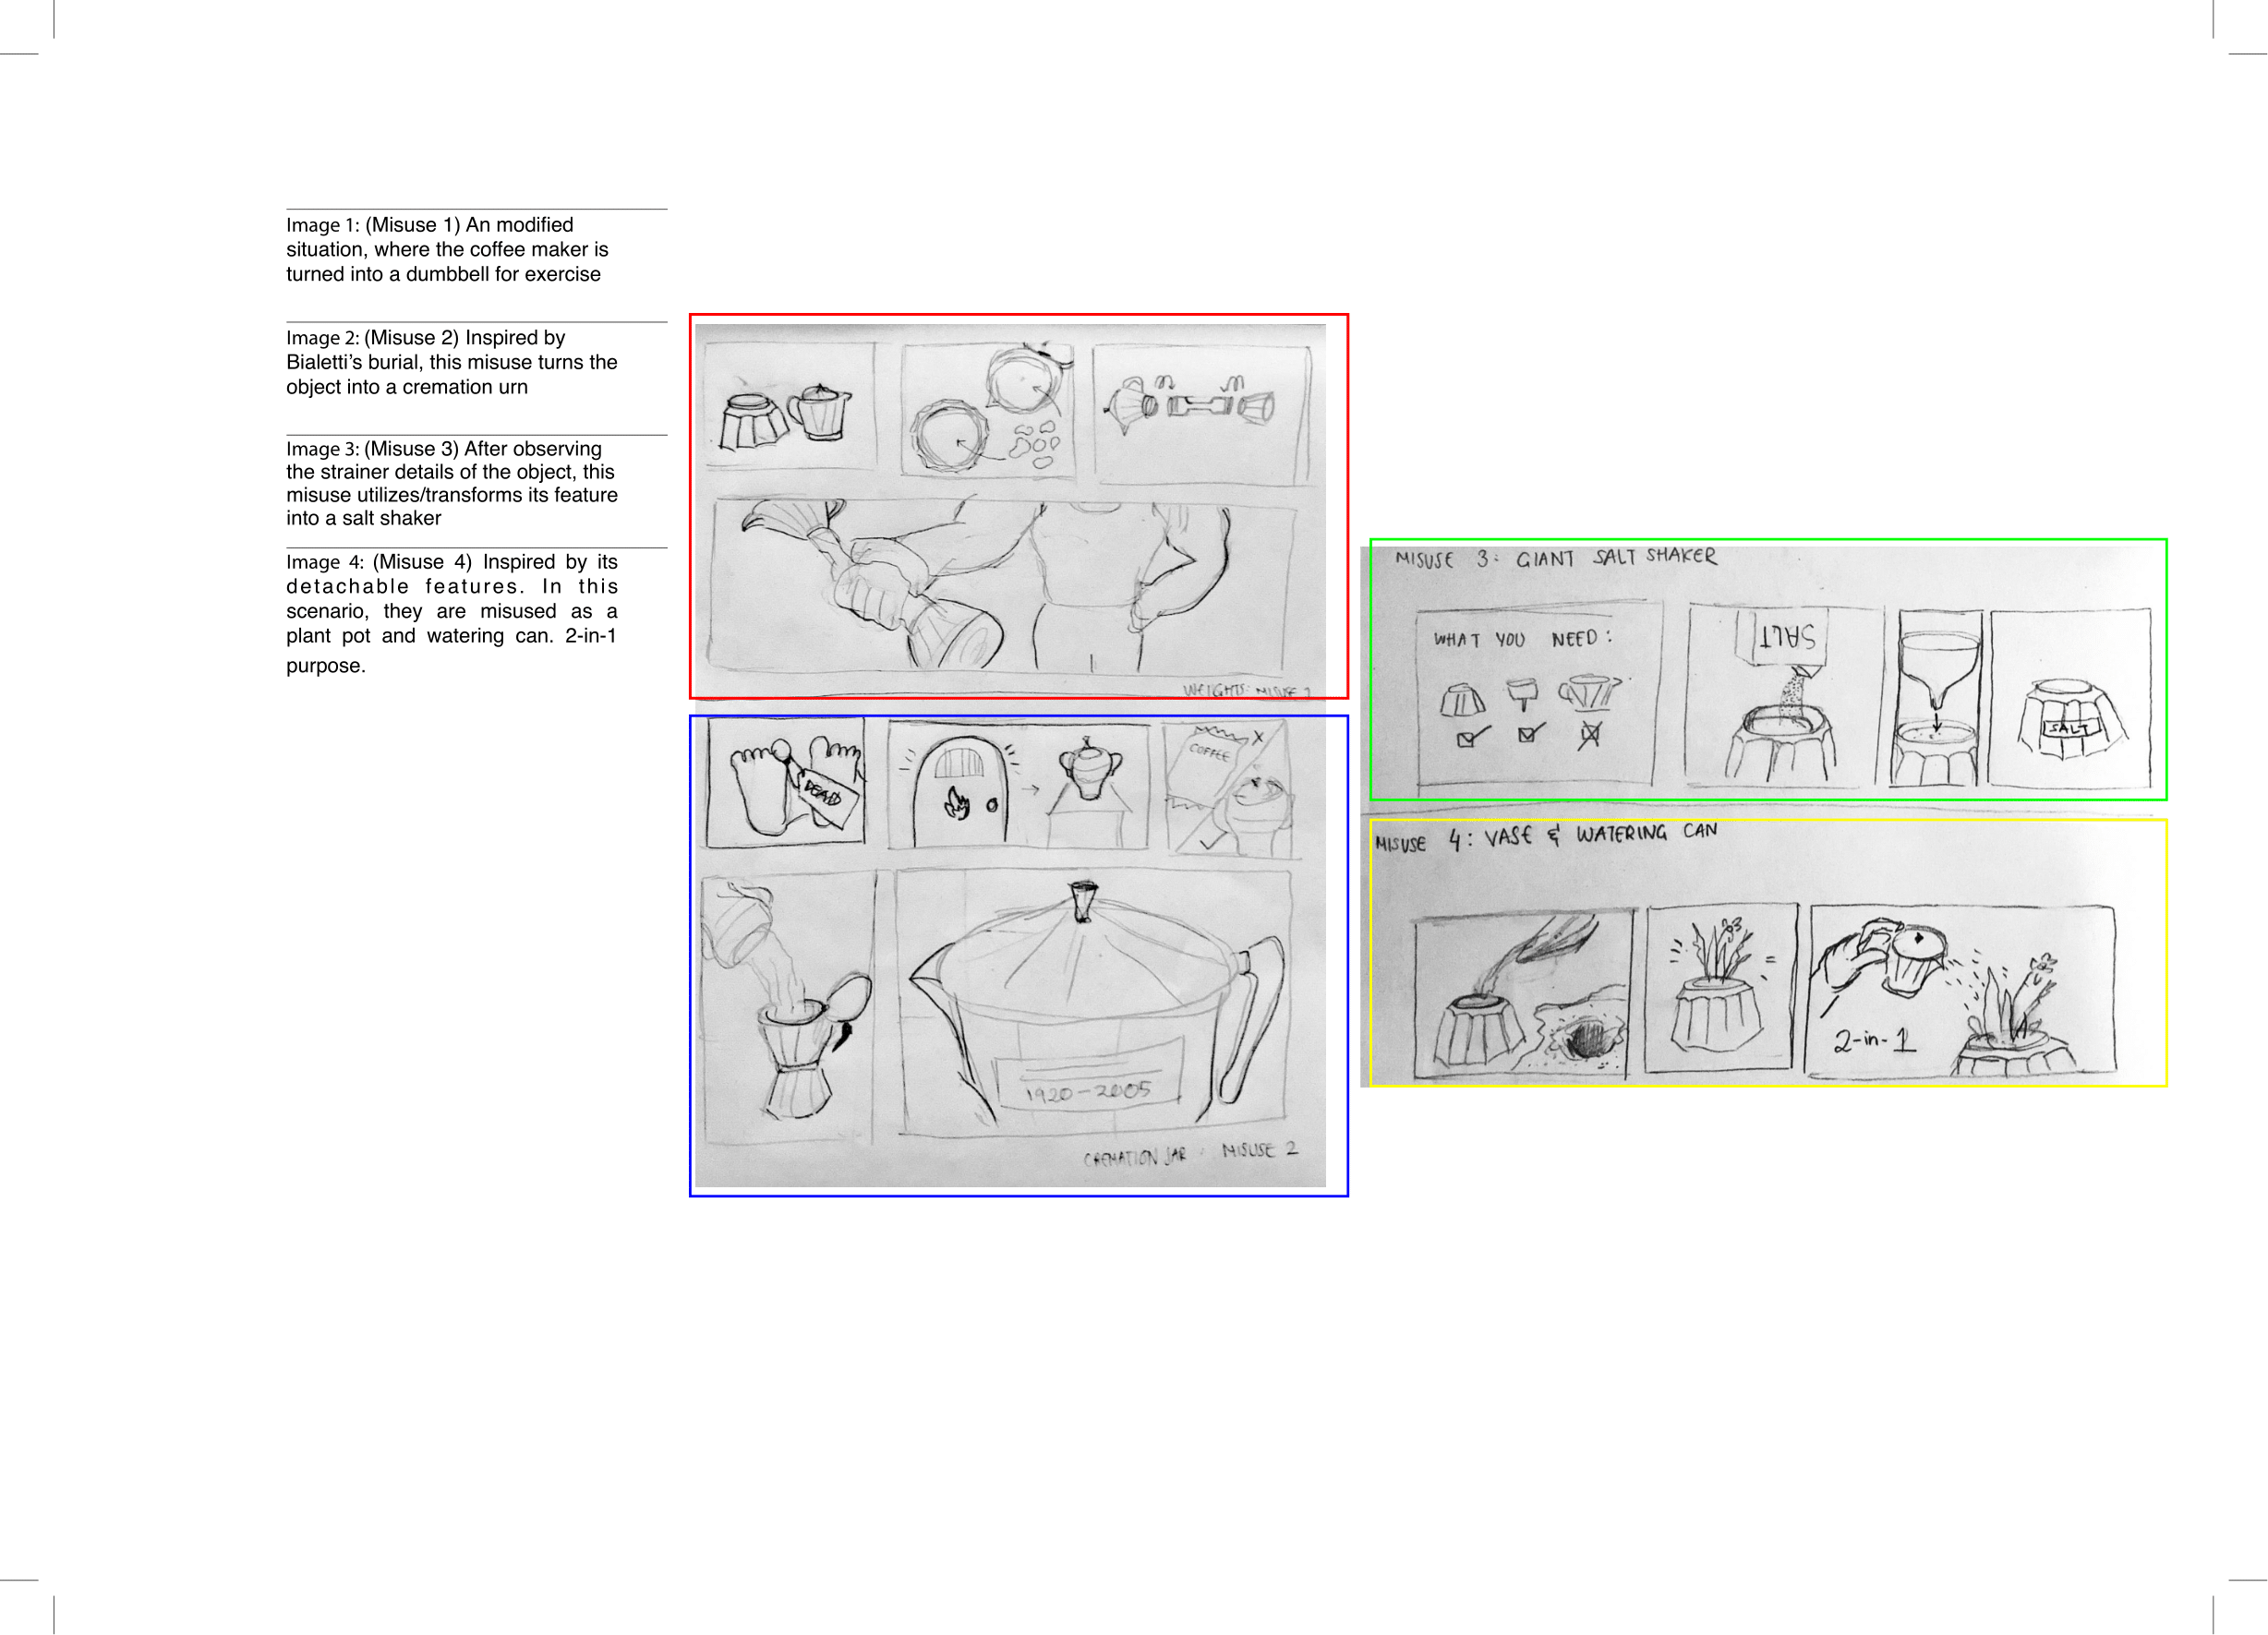 Image 1: (Misuse 1) An modified
situation, where the coffee maker is
turned into a dumbbell for exercise
Image 2: (Misuse 2) Inspired by
Bialetti’s burial, this misuse turns the
object into a cremation urn
Image 3: (Misuse 3) After observing
the strainer details of the object, this
misuse utilizes/transforms its feature
into a salt shaker
Image 4: (Misuse 4) Inspired by its
detachable features. In this
scenario, they are misused as a
plant pot and watering can. 2-in-1
purpose.
WEIGHTS: MISUSE 1
DEAD
COFFEE
X
1920-2005
CREMATION JAR : MISUSE 2
MISUSE 3: GIANT SALT SHAKER
WHAT YOU NEED:
SALT
SALT
MISUSE 4: VASE & WATERING CAN
2-in-1